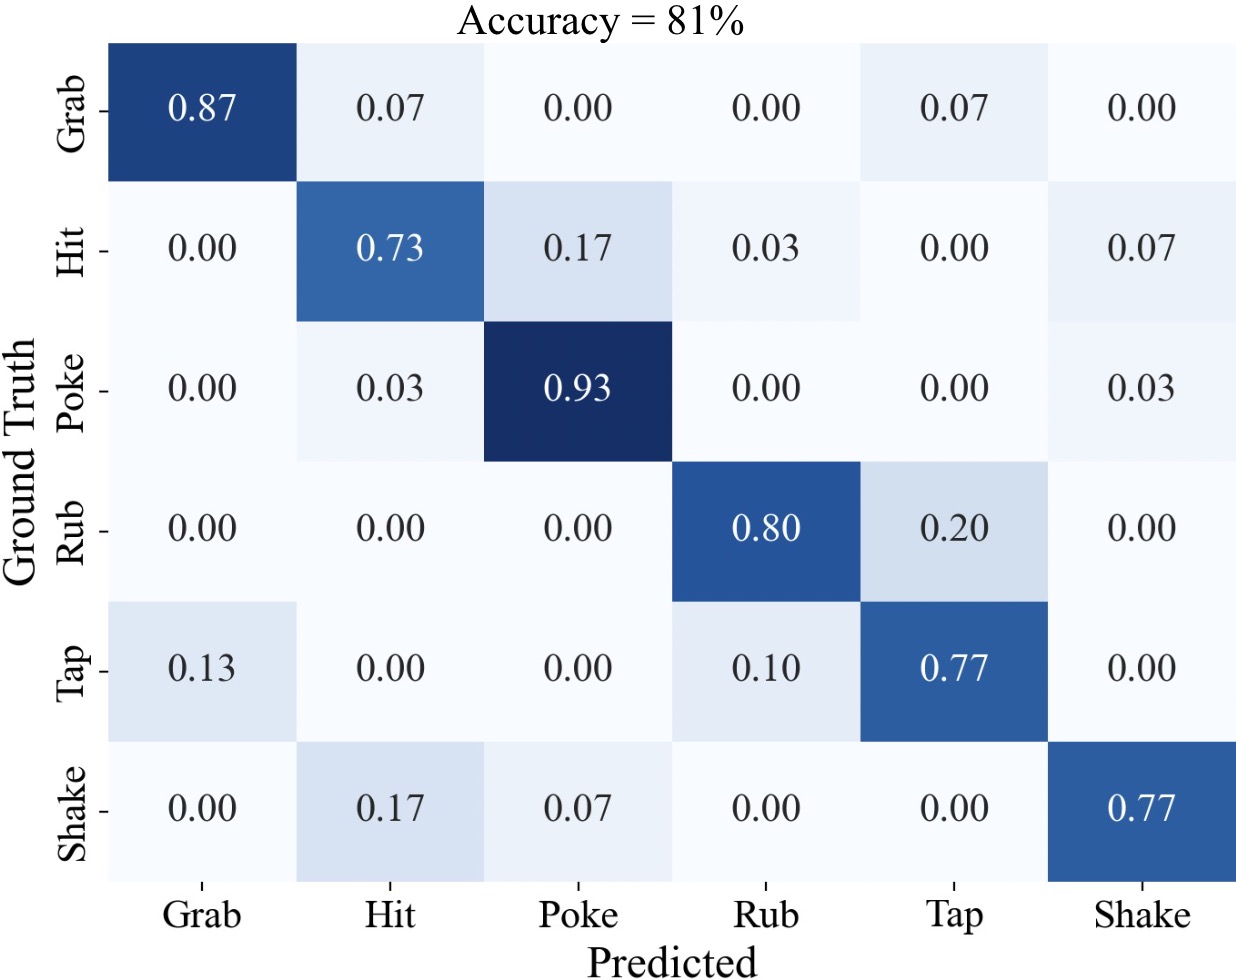 Accuracy = 81%
Ground Truth
Grab 0.87 0.07 0.00 0.00 0.07 0.00
Hit 0.00 0.73 0.17 0.03 0.00 0.07
Poke 0.00 0.03 0.93 0.00 0.00 0.03
Rub 0.00 0.00 0.00 0.80 0.20 0.00
Tap 0.13 0.00 0.00 0.10 0.77 0.00
Shake 0.00 0.17 0.07 0.00 0.00 0.77
Grab Hit Poke Rub Tap Shake
Predicted